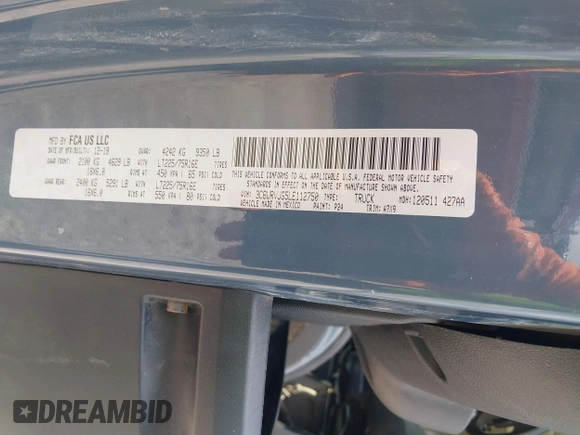 MFD BY FCA US LLC
DATE OF MFR/BUILT: 12-19 GVWR: 4242 KG 9350 LB
GAWR FRONT: 2100 KG 4629 LB WITH LT225/75R16E TIRES
16X6.0 RIMS AT 450 KPA / 65 PSI COLD
GAWR REAR: 2400 KG 5291 LB WITH LT225/75R16E TIRES
16X6.0 RIMS AT 550 KPA / 80 PSI COLD
THIS VEHICLE CONFORMS TO ALL APPLICABLE U.S.A. FEDERAL MOTOR VEHICLE SAFETY
STANDARDS IN EFFECT ON THE DATE OF MANUFACTURE SHOWN ABOVE.
VIN: 3C6URVJG5LE112750 TYPE: TRUCK MDH: 120511 427AA
VEHICLE MADE IN MEXICO PAINT: TRIM: A7X9
DREAMBID